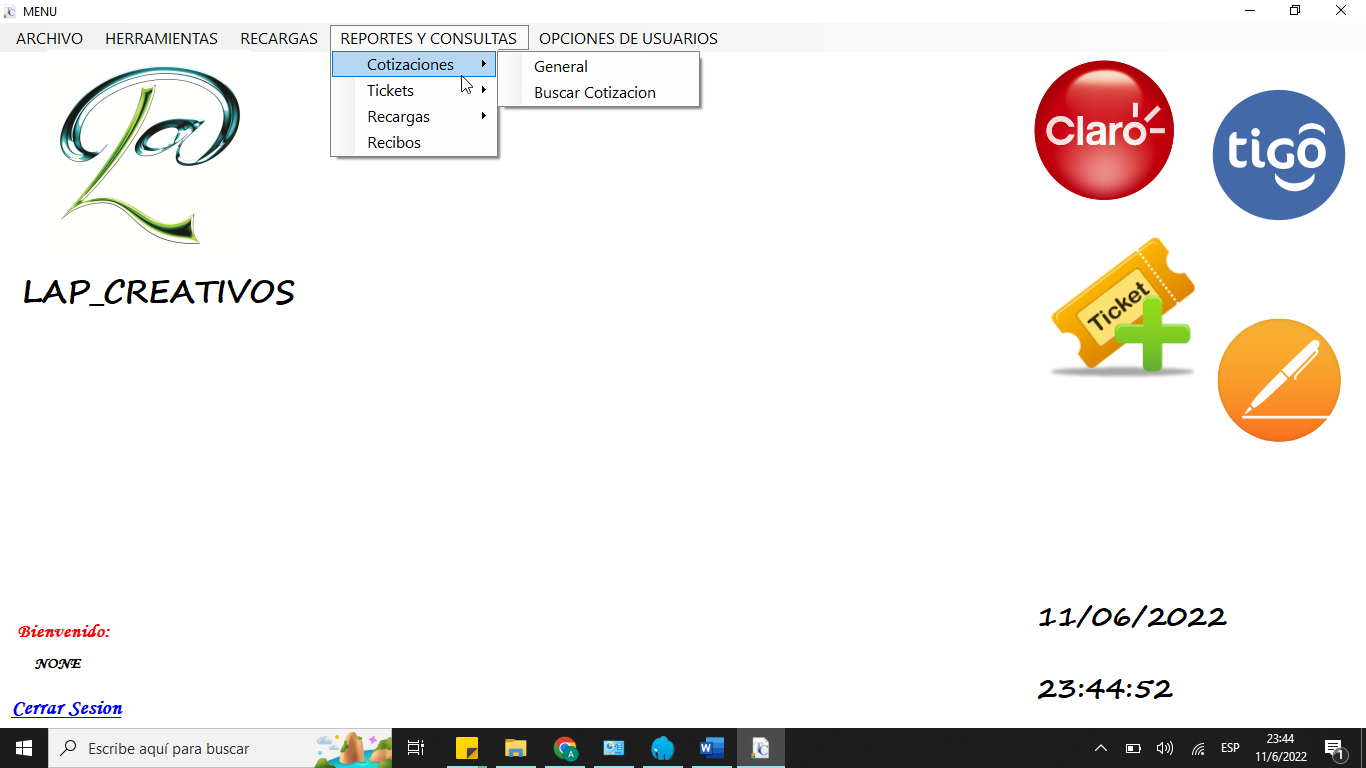 MENU
ARCHIVO HERRAMIENTAS RECARGAS REPORTES Y CONSULTAS OPCIONES DE USUARIOS
Cotizaciones
Tickets
Recargas
Recibos
General
Buscar Cotizacion
La
LAP_CREATIVOS
Claro
tigo
Ticket
Bienvenido:
NONE
Cerrar Sesion
11/06/2022
23:44:52
Escribe aquí para buscar
ESP
23:44
11/6/2022
1